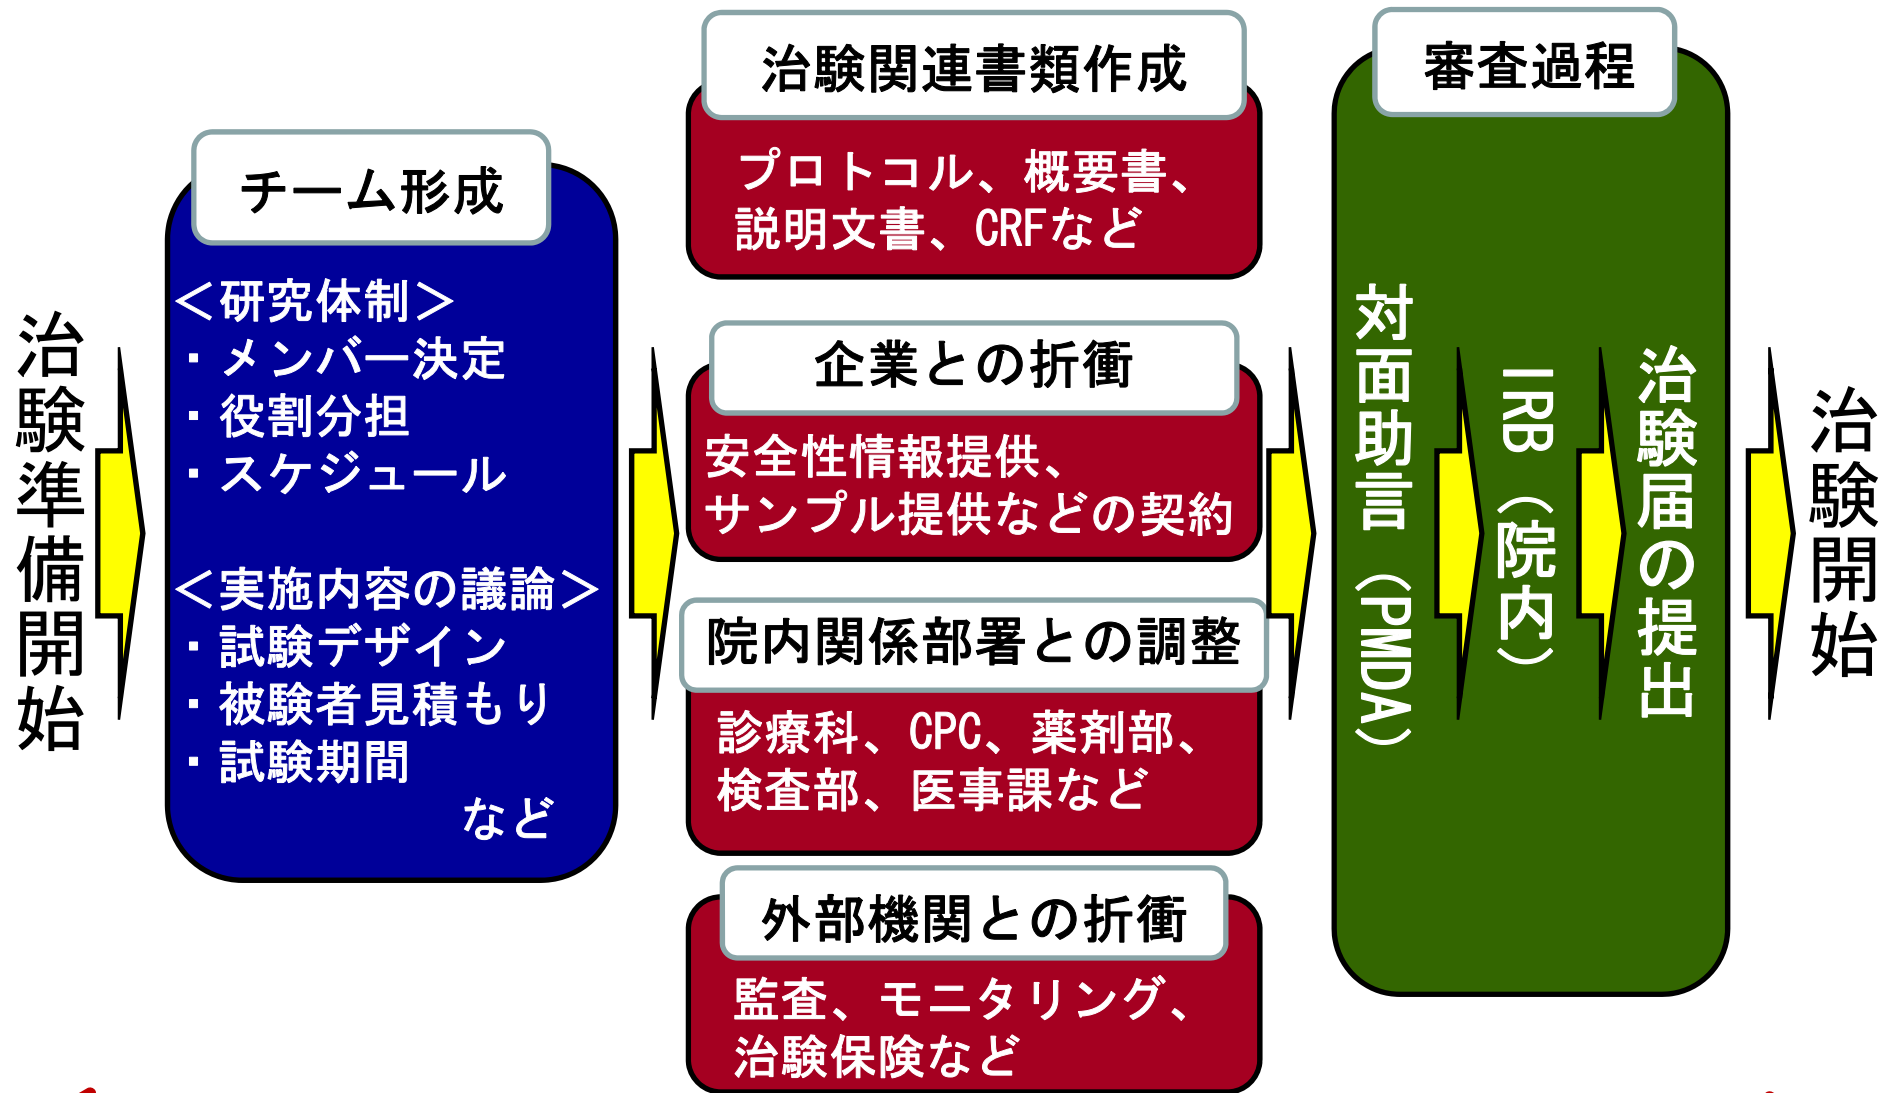 治験準備開始
チーム形成
＜研究体制＞
・メンバー決定
・役割分担
・スケジュール
＜実施内容の議論＞
・試験デザイン
・被験者見積もり
・試験期間
など
治験関連書類作成
プロトコル、概要書、
説明文書、CRFなど
企業との折衝
安全性情報提供、
サンプル提供などの契約
院内関係部署との調整
診療科、CPC、薬剤部、
検査部、医事課など
外部機関との折衝
監査、モニタリング、
治験保険など
審査過程
対面助言（PMDA）
IRB（院内）
治験届の提出
治験開始